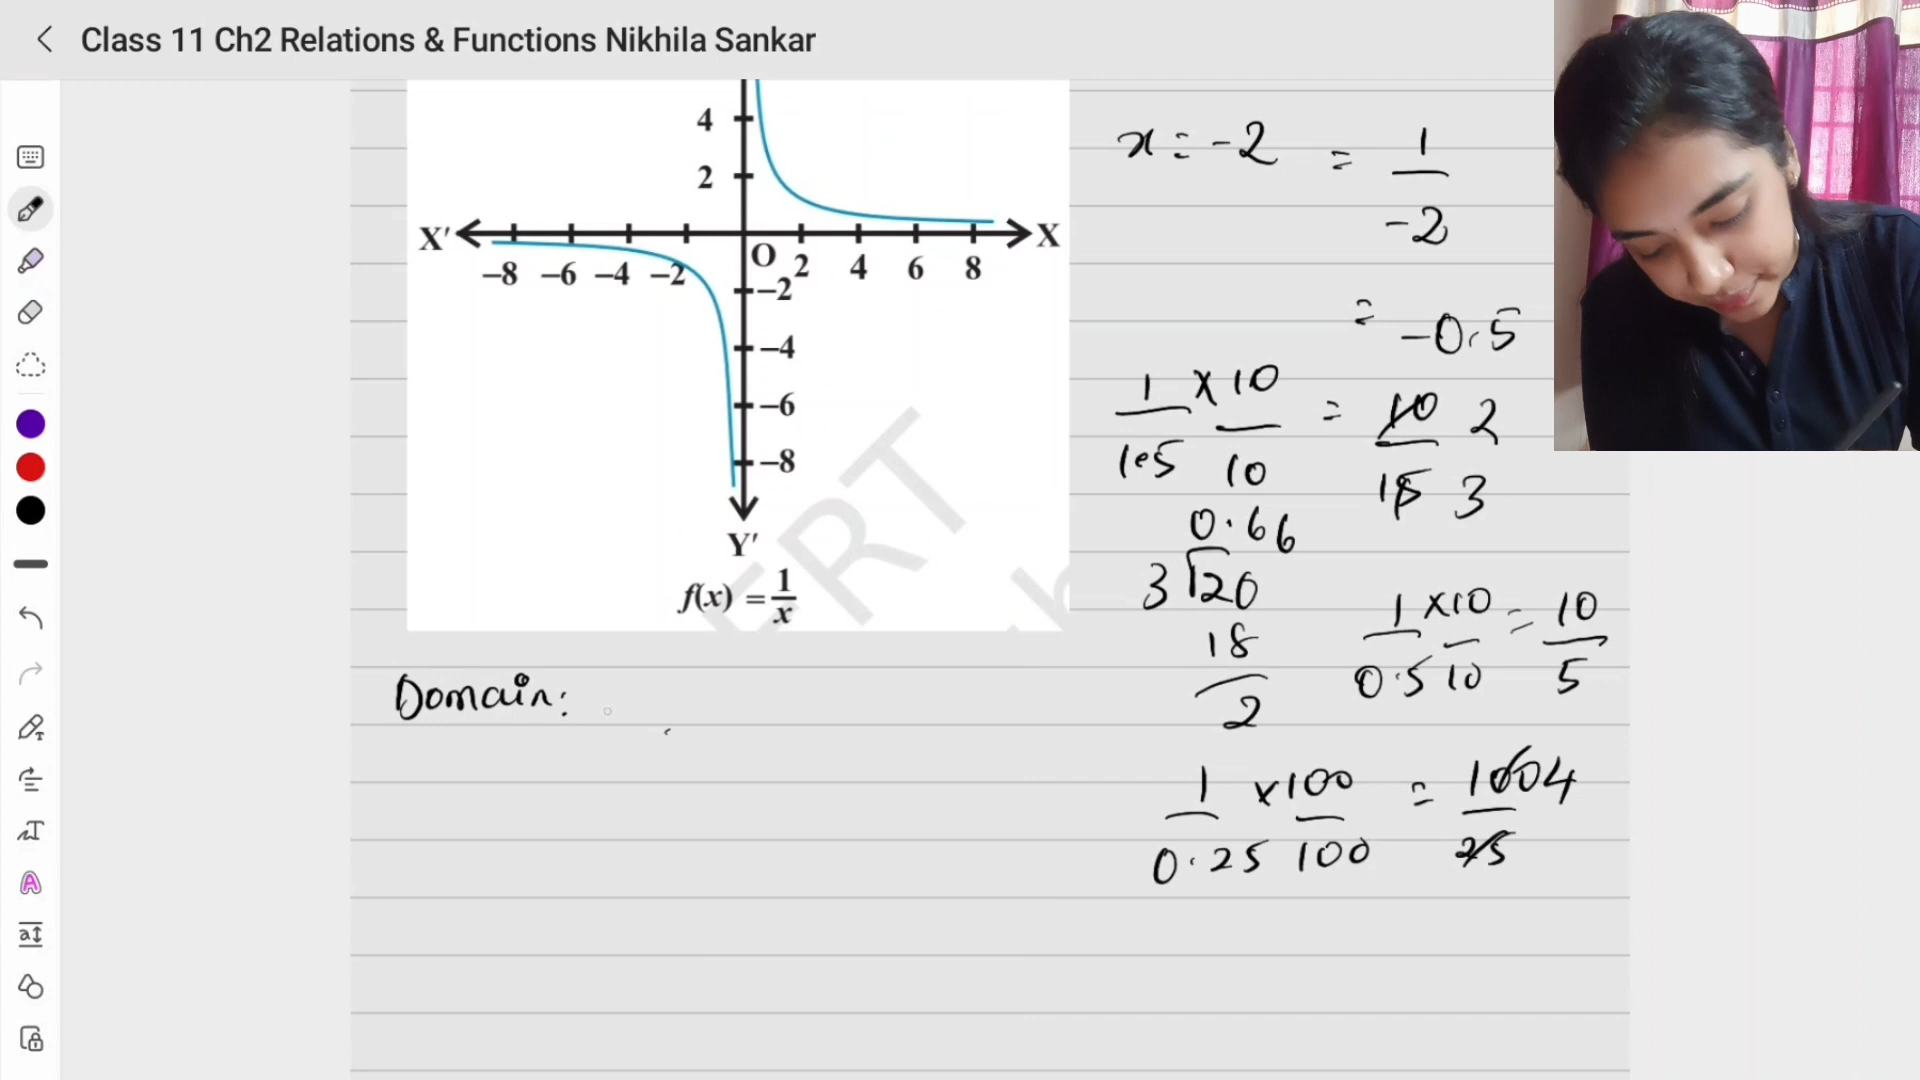 Class 11 Ch2 Relations & Functions Nikhila Sankar
4
2
X′ O X
–8 –6 –4 –2 2 4 6 8
–2
–4
–6
–8
Y′
f(x) = 1/x
ERT
x = -2 = 1/-2
= -0.5
1/1.5 x 10/10 = 10/15 2/3
0.66
3 20
18
2
1/0.5 x 10/10 = 10/5
Domain:
1/0.25 x 100/100 = 100/25 4